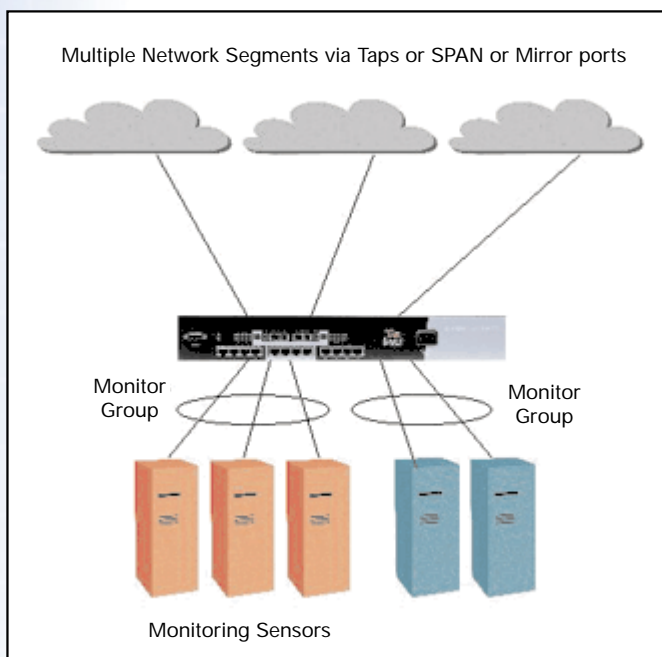 Multiple Network Segments via Taps or SPAN or Mirror ports
Monitor
Group
Monitor
Group
Monitoring Sensors